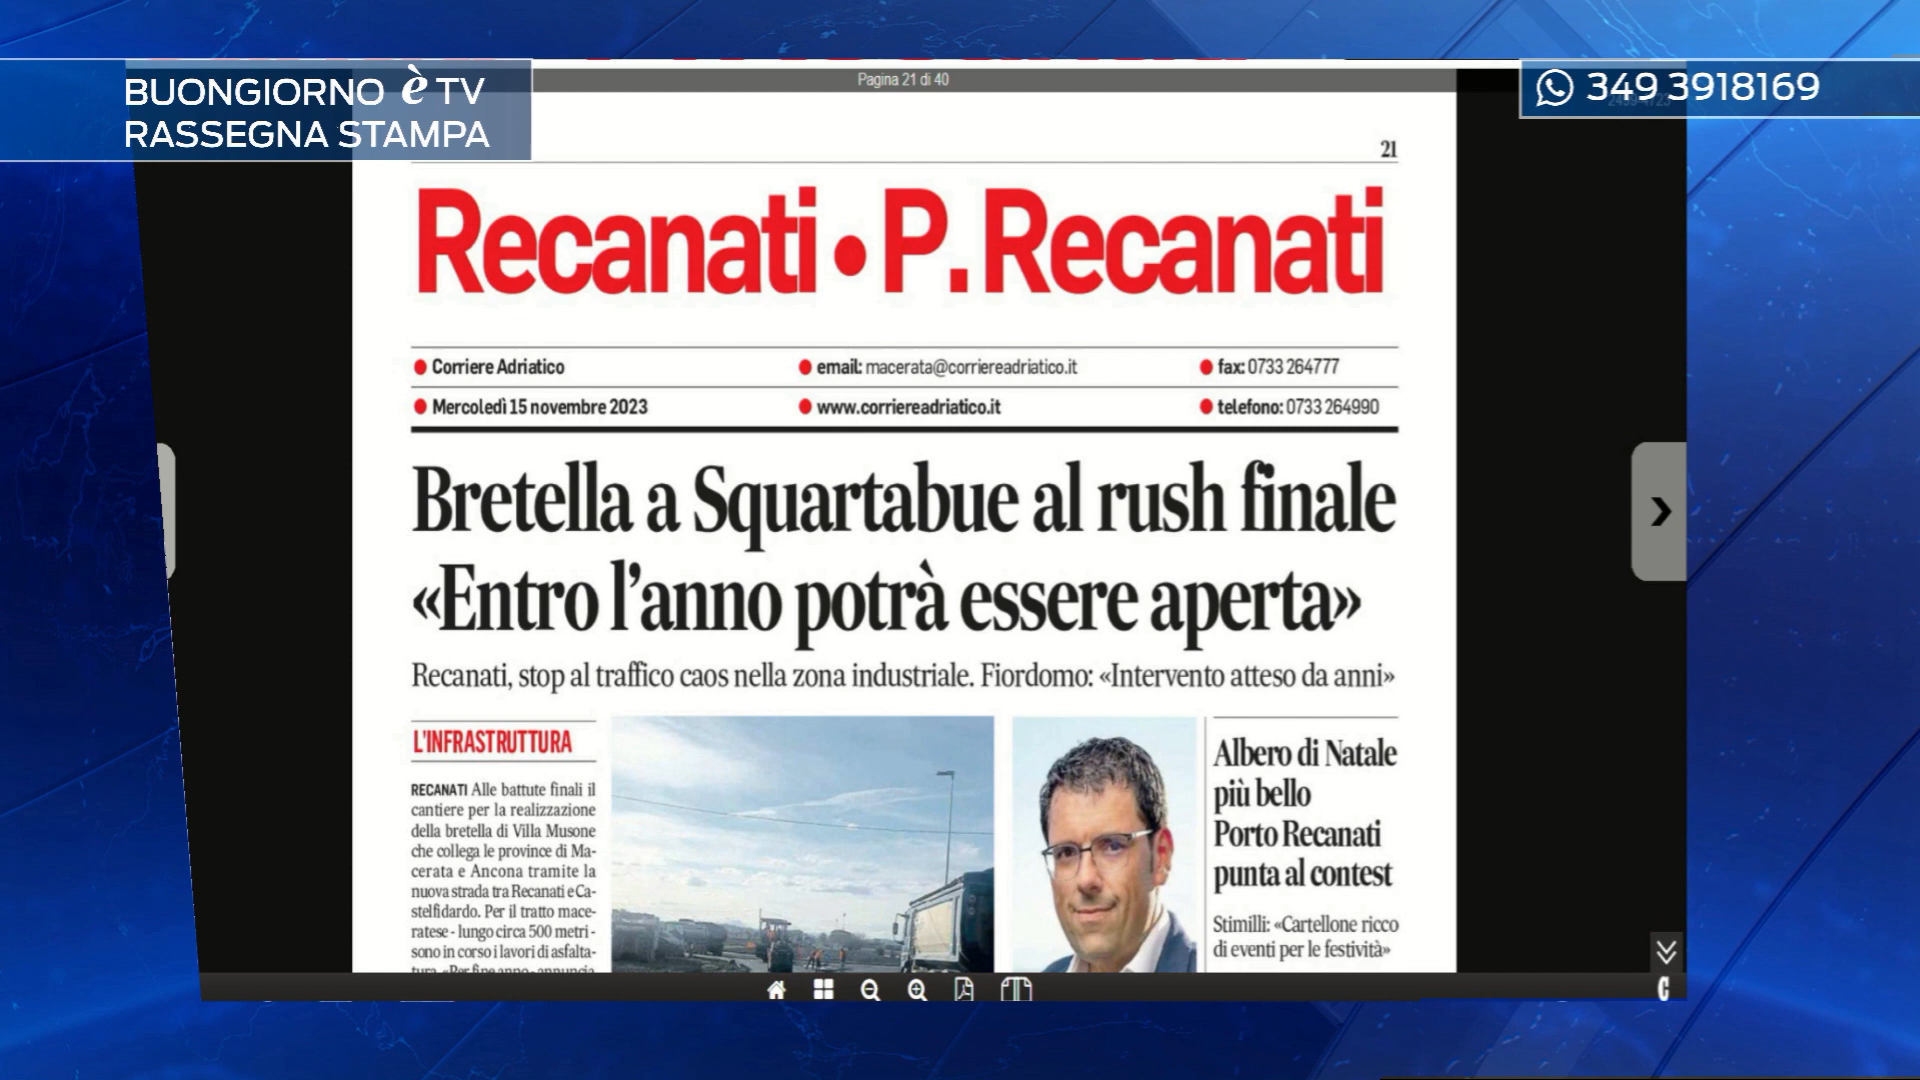 BUONGIORNO è TV
RASSEGNA STAMPA
Pagina 21 di 40
349 3918169
21
Recanati • P. Recanati
Corriere Adriatico
email: macerata@corriereadriatico.it
fax: 0733 264777
Mercoledì 15 novembre 2023
www.corriereadriatico.it
telefono: 0733 264990
Bretella a Squartabue al rush finale
«Entro l'anno potrà essere aperta»
Recanati, stop al traffico caos nella zona industriale. Fiordomo: «Intervento atteso da anni»
L'INFRASTRUTTURA
RECANATI Alle battute finali il
cantiere per la realizzazione
della bretella di Villa Musone
che collega le province di Ma-
cerata e Ancona tramite la
nuova strada tra Recanati e Ca-
stelfidardo. Per il tratto mace-
ratese - lungo circa 500 metri -
sono in corso i lavori di asfalta-
tura. «Per fine anno - annuncia
Albero di Natale
più bello
Porto Recanati
punta al contest
Stimilli: «Cartellone ricco
di eventi per le festività»